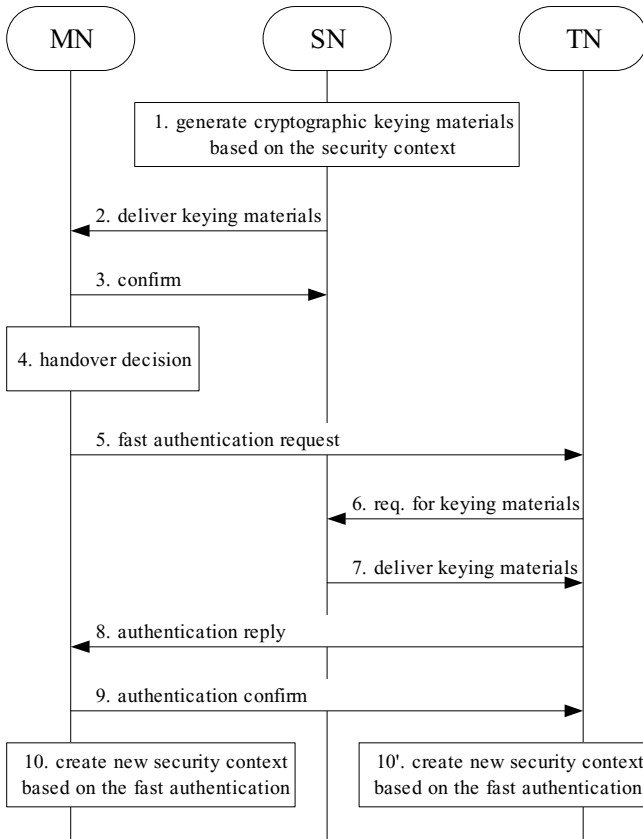 MN
SN
TN
1. generate cryptographic keying materials
based on the security context
2. deliver keying materials
3. confirm
4. handover decision
5. fast authentication request
6. req. for keying materials
7. deliver keying materials
8. authentication reply
9. authentication confirm
10. create new security context
based on the fast authentication
10'. create new security context
based on the fast authentication